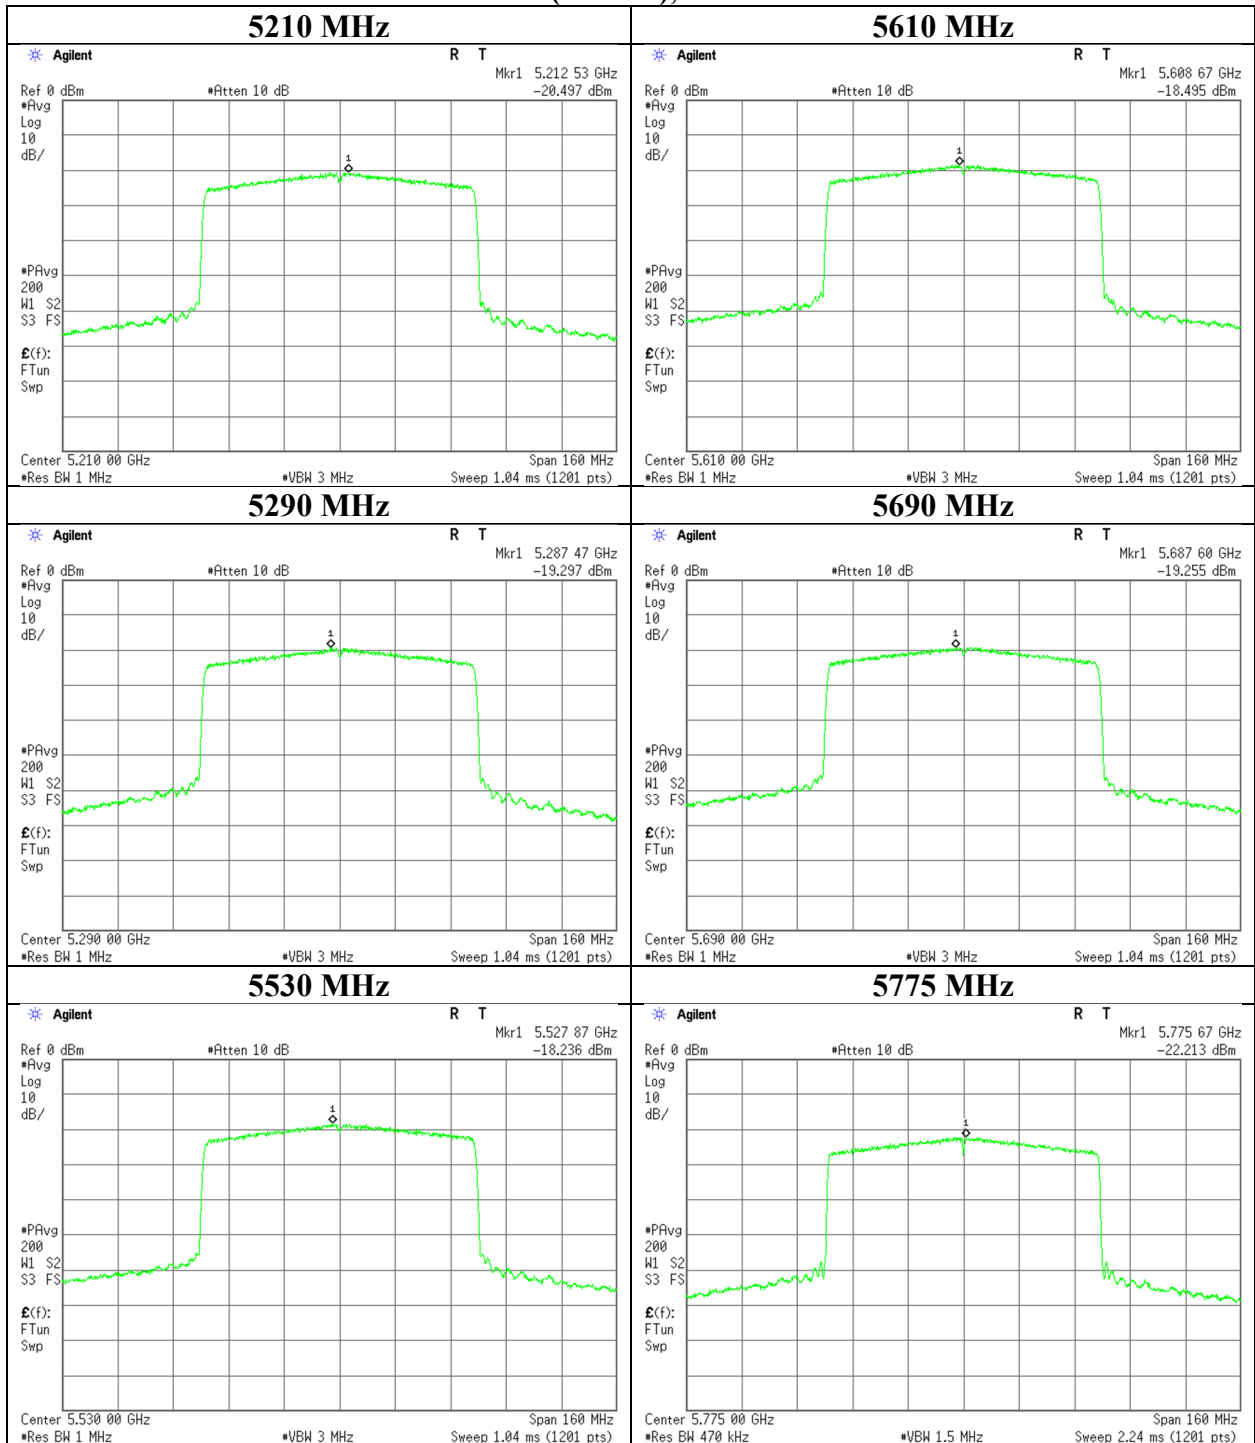 5210 MHz
Agilent R T
Mkr1 5.212 53 GHz
Ref 0 dBm #Atten 10 dB -20.497 dBm
#Avg
Log
10
dB/
1
#PAvg
200
W1 S2
S3 FS
£(f):
FTun
Swp
Center 5.210 00 GHz Span 160 MHz
#Res BW 1 MHz #VBW 3 MHz Sweep 1.04 ms (1201 pts)
5610 MHz
Agilent R T
Mkr1 5.608 67 GHz
Ref 0 dBm #Atten 10 dB -18.495 dBm
#Avg
Log
10
dB/
1
#PAvg
200
W1 S2
S3 FS
£(f):
FTun
Swp
Center 5.610 00 GHz Span 160 MHz
#Res BW 1 MHz #VBW 3 MHz Sweep 1.04 ms (1201 pts)
5290 MHz
Agilent R T
Mkr1 5.287 47 GHz
Ref 0 dBm #Atten 10 dB -19.297 dBm
#Avg
Log
10
dB/
1
#PAvg
200
W1 S2
S3 FS
£(f):
FTun
Swp
Center 5.290 00 GHz Span 160 MHz
#Res BW 1 MHz #VBW 3 MHz Sweep 1.04 ms (1201 pts)
5690 MHz
Agilent R T
Mkr1 5.687 60 GHz
Ref 0 dBm #Atten 10 dB -19.255 dBm
#Avg
Log
10
dB/
1
#PAvg
200
W1 S2
S3 FS
£(f):
FTun
Swp
Center 5.690 00 GHz Span 160 MHz
#Res BW 1 MHz #VBW 3 MHz Sweep 1.04 ms (1201 pts)
5530 MHz
Agilent R T
Mkr1 5.527 87 GHz
Ref 0 dBm #Atten 10 dB -18.236 dBm
#Avg
Log
10
dB/
1
#PAvg
200
W1 S2
S3 FS
£(f):
FTun
Swp
Center 5.530 00 GHz Span 160 MHz
#Res BW 1 MHz #VBW 3 MHz Sweep 1.04 ms (1201 pts)
5775 MHz
Agilent R T
Mkr1 5.775 67 GHz
Ref 0 dBm #Atten 10 dB -22.213 dBm
#Avg
Log
10
dB/
1
#PAvg
200
W1 S2
S3 FS
£(f):
FTun
Swp
Center 5.775 00 GHz Span 160 MHz
#Res BW 470 kHz #VBW 1.5 MHz Sweep 2.24 ms (1201 pts)